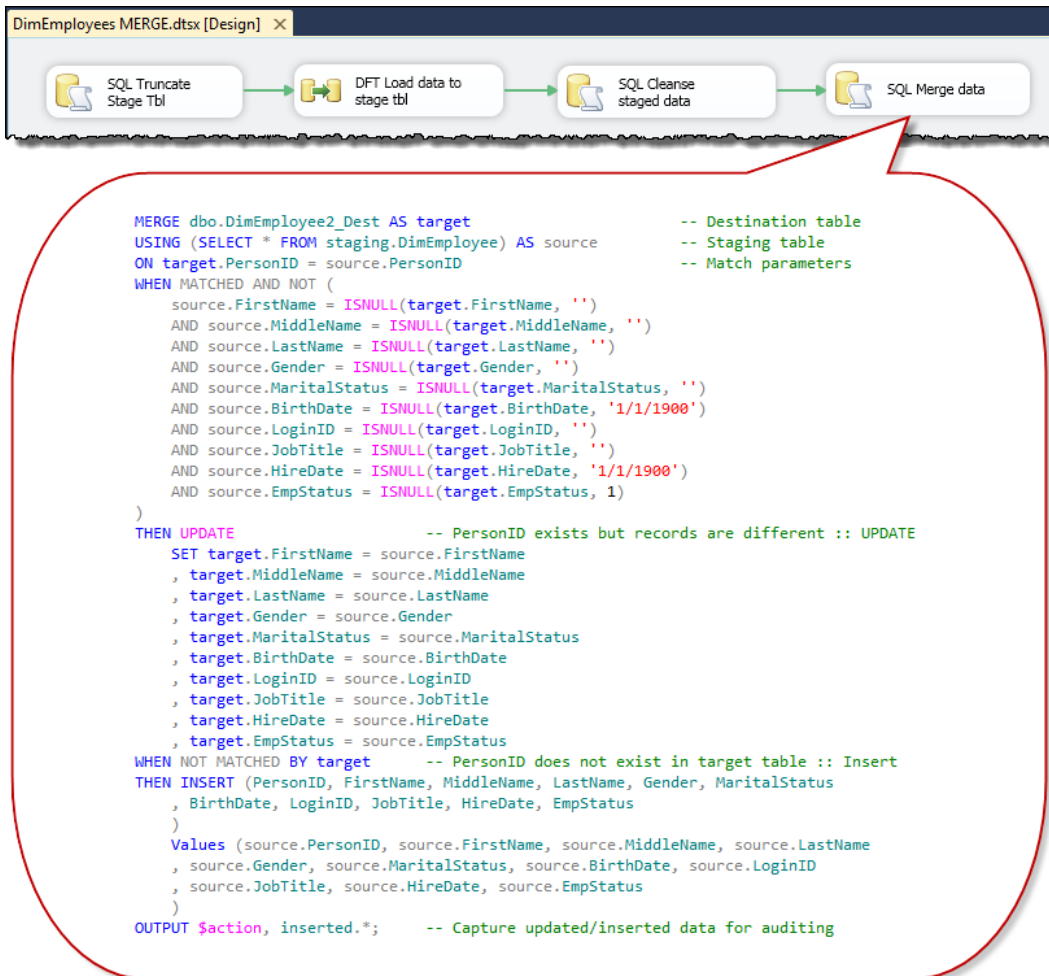 DimEmployees MERGE.dtsx [Design]
SQL Truncate
Stage Tbl
DFT Load data to
stage tbl
SQL Cleanse
staged data
SQL Merge data
MERGE dbo.DimEmployee2_Dest AS target -- Destination table
USING (SELECT * FROM staging.DimEmployee) AS source -- Staging table
ON target.PersonID = source.PersonID -- Match parameters
WHEN MATCHED AND NOT (
source.FirstName = ISNULL(target.FirstName, '')
AND source.MiddleName = ISNULL(target.MiddleName, '')
AND source.LastName = ISNULL(target.LastName, '')
AND source.Gender = ISNULL(target.Gender, '')
AND source.MaritalStatus = ISNULL(target.MaritalStatus, '')
AND source.BirthDate = ISNULL(target.BirthDate, '1/1/1900')
AND source.LoginID = ISNULL(target.LoginID, '')
AND source.JobTitle = ISNULL(target.JobTitle, '')
AND source.HireDate = ISNULL(target.HireDate, '1/1/1900')
AND source.EmpStatus = ISNULL(target.EmpStatus, 1)
)
THEN UPDATE -- PersonID exists but records are different :: UPDATE
SET target.FirstName = source.FirstName
, target.MiddleName = source.MiddleName
, target.LastName = source.LastName
, target.Gender = source.Gender
, target.MaritalStatus = source.MaritalStatus
, target.BirthDate = source.BirthDate
, target.LoginID = source.LoginID
, target.JobTitle = source.JobTitle
, target.HireDate = source.HireDate
, target.EmpStatus = source.EmpStatus
WHEN NOT MATCHED BY target -- PersonID does not exist in target table :: Insert
THEN INSERT (PersonID, FirstName, MiddleName, LastName, Gender, MaritalStatus
, BirthDate, LoginID, JobTitle, HireDate, EmpStatus
)
Values (source.PersonID, source.FirstName, source.MiddleName, source.LastName
, source.Gender, source.MaritalStatus, source.BirthDate, source.LoginID
, source.JobTitle, source.HireDate, source.EmpStatus
)
OUTPUT $action, inserted.*; -- Capture updated/inserted data for auditing